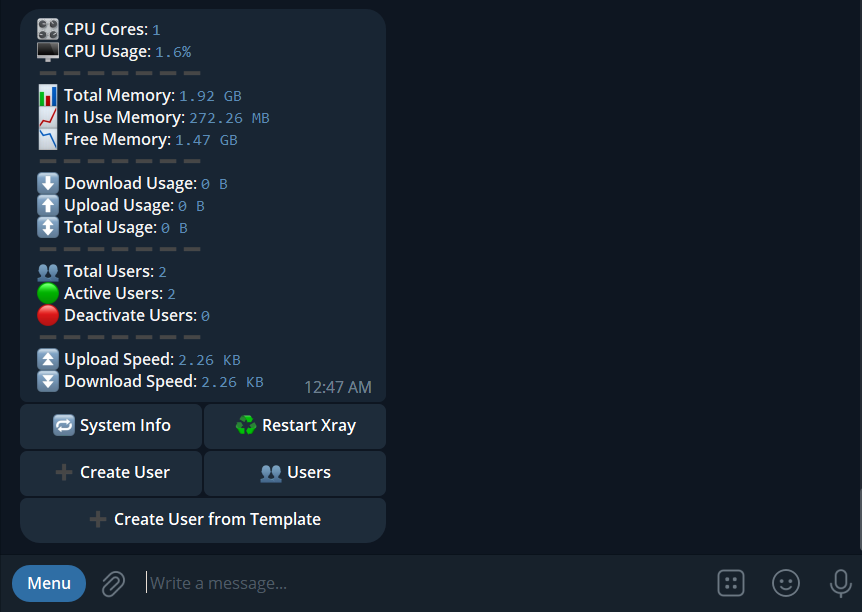 CPU Cores: 1
CPU Usage: 1.6%
Total Memory: 1.92 GB
In Use Memory: 272.26 MB
Free Memory: 1.47 GB
Download Usage: 0 B
Upload Usage: 0 B
Total Usage: 0 B
Total Users: 2
Active Users: 2
Deactivate Users: 0
Upload Speed: 2.26 KB
Download Speed: 2.26 KB
12:47 AM
System Info
Restart Xray
Create User
Users
Create User from Template
Menu
Write a message...